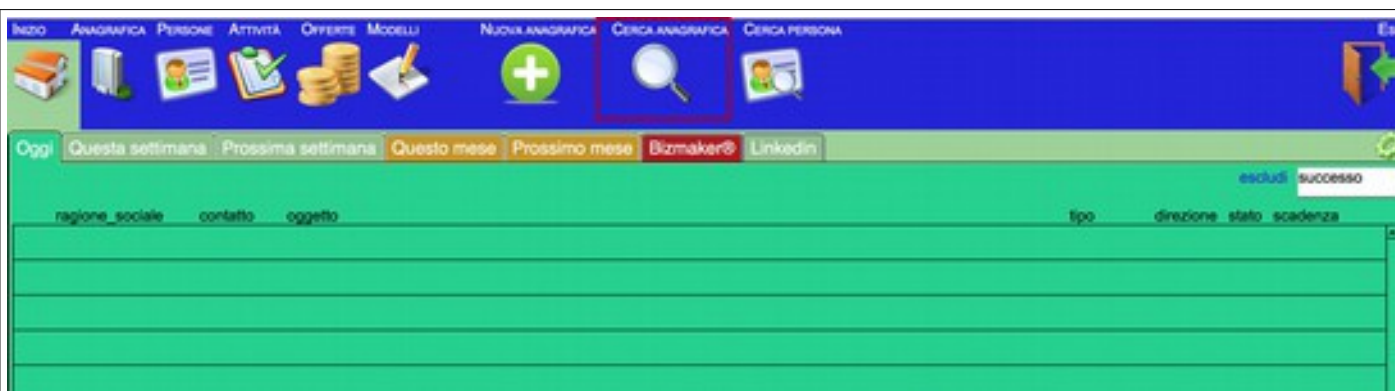 Inizio Anagrafica Persone Attività Offerte Modelli Nuova anagrafica Cerca anagrafica Cerca persona Es
Oggi Questa settimana Prossima settimana Questo mese Prossimo mese Bizmaker® Linkedin
escludi successo
ragione_sociale contatto oggetto tipo direzione stato scadenza